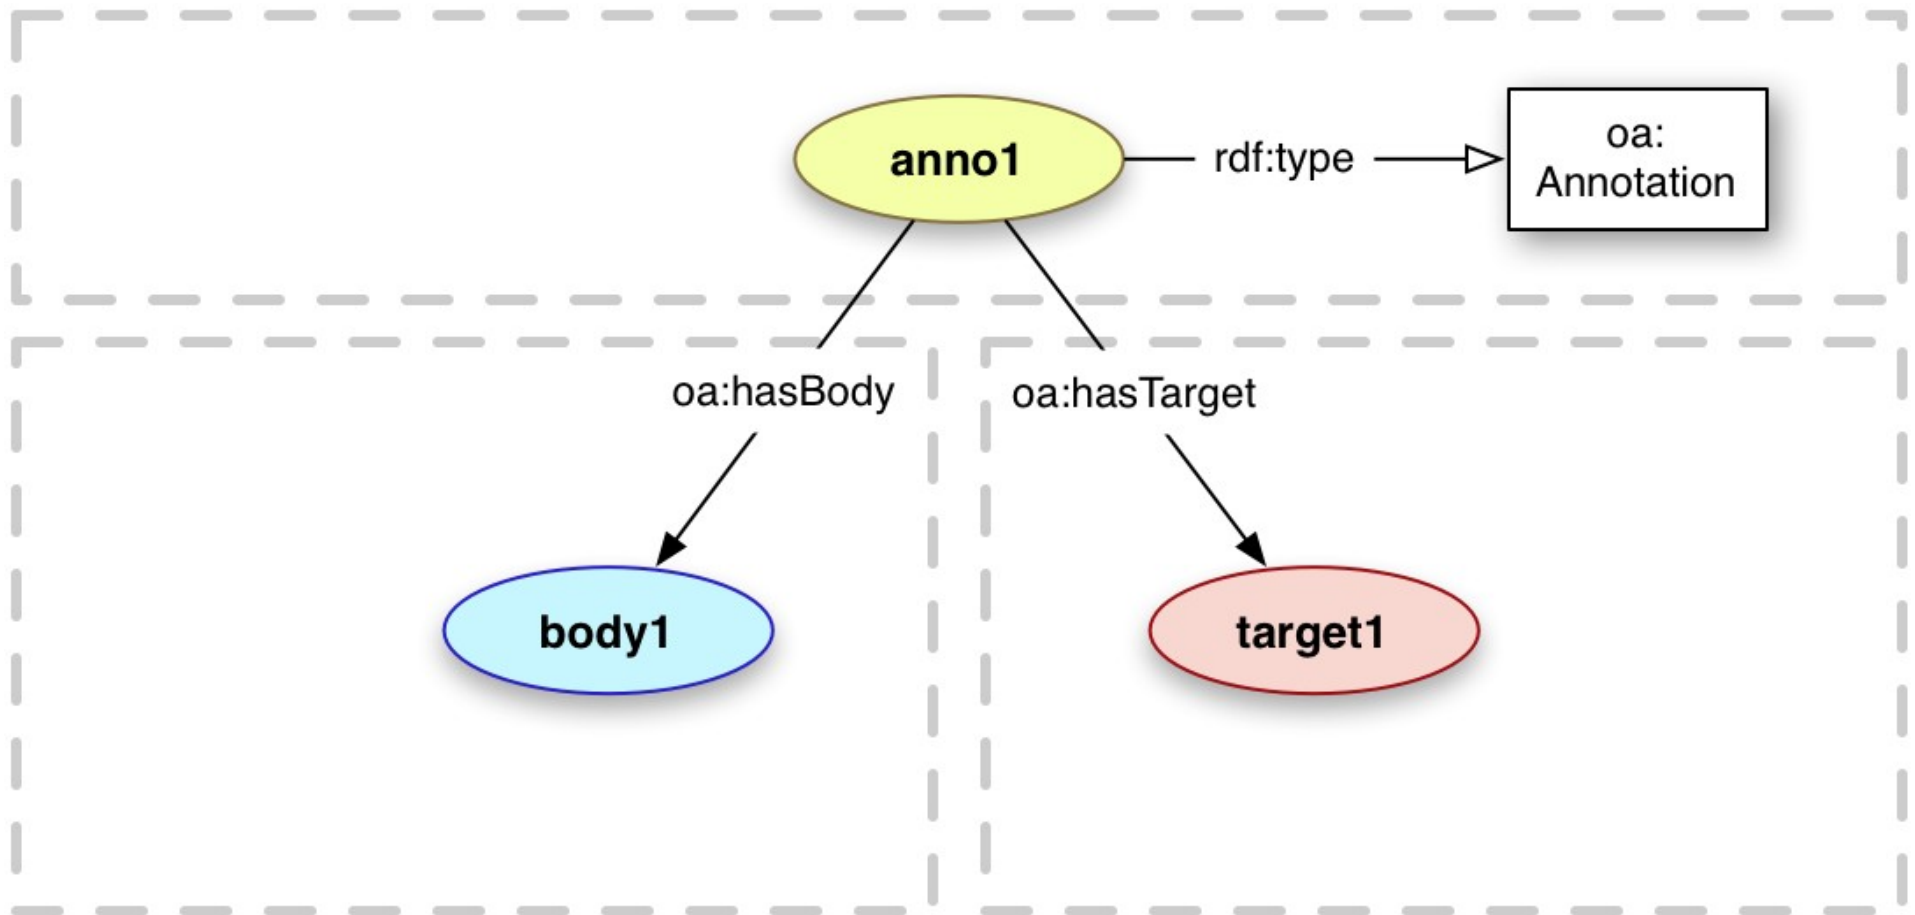 anno1
rdf:type
oa:
Annotation
oa:hasBody
oa:hasTarget
body1
target1